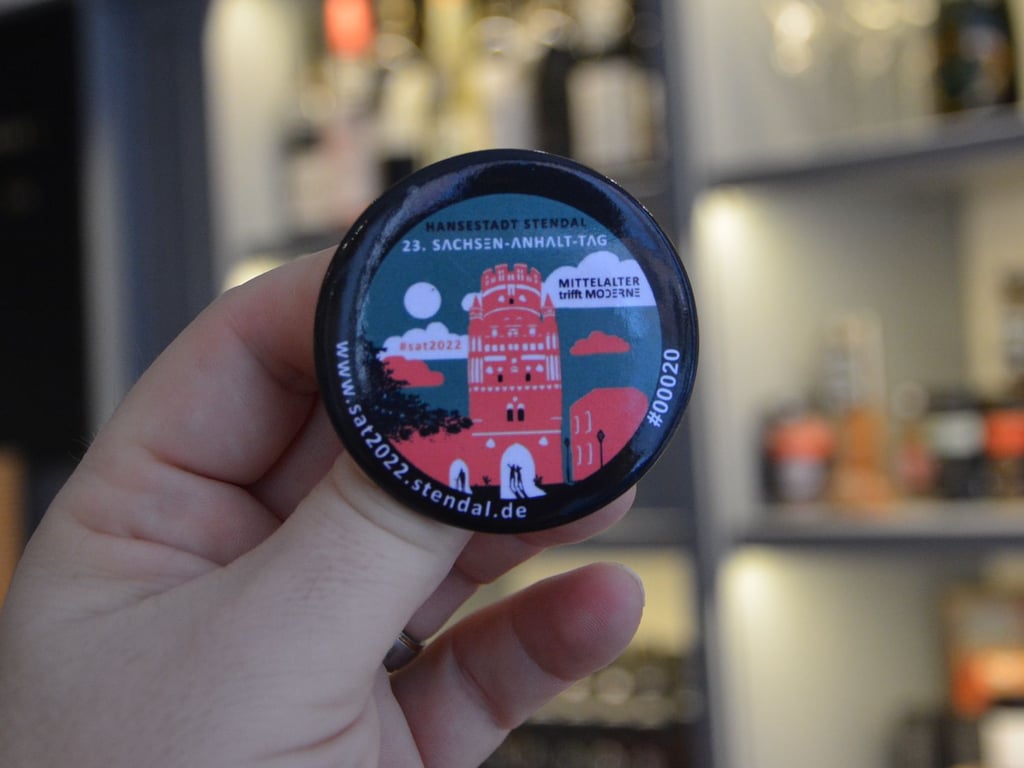 HANSESTADT STENDAL
23. SACHSEN-ANHALT-TAG
MITTELALTER
trifft MODERNE
#sat2022
www.sat2022.stendal.de
#00020